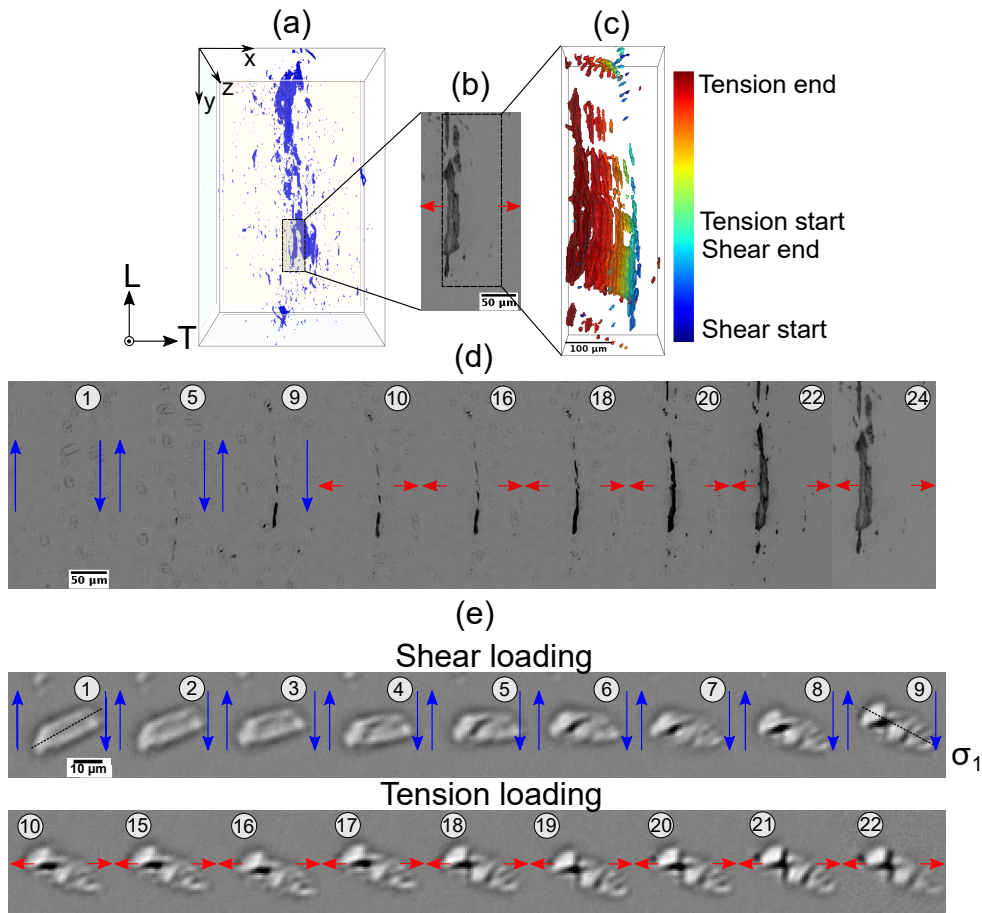 (a)
(b)
(c)
x
z
y
L
T
50 μm
100 μm
Tension end
Tension start
Shear end
Shear start
(d)
1
5
9
10
16
18
20
22
24
50 μm
(e)
Shear loading
1
2
3
4
5
6
7
8
9
10 μm
σ1
Tension loading
10
15
16
17
18
19
20
21
22